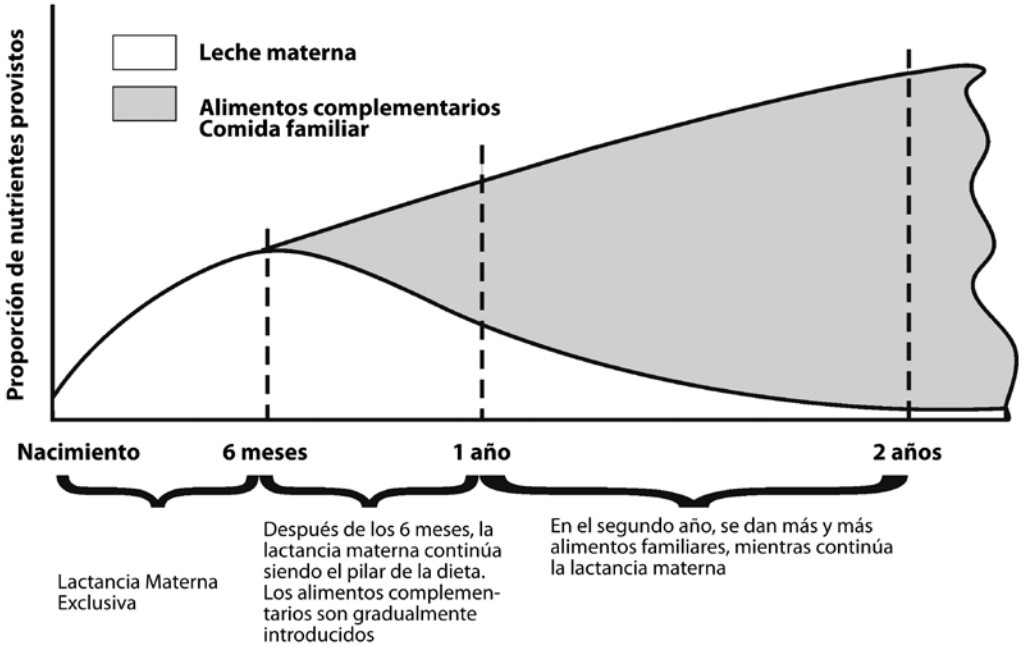 Proporción de nutrientes provistos
Leche materna
Alimentos complementarios
Comida familiar
Nacimiento
6 meses
1 año
2 años
Lactancia Materna
Exclusiva
Después de los 6 meses, la
lactancia materna continúa
siendo el pilar de la dieta.
Los alimentos complemen-
tarios son gradualmente
introducidos
En el segundo año, se dan más y más
alimentos familiares, mientras continúa
la lactancia materna